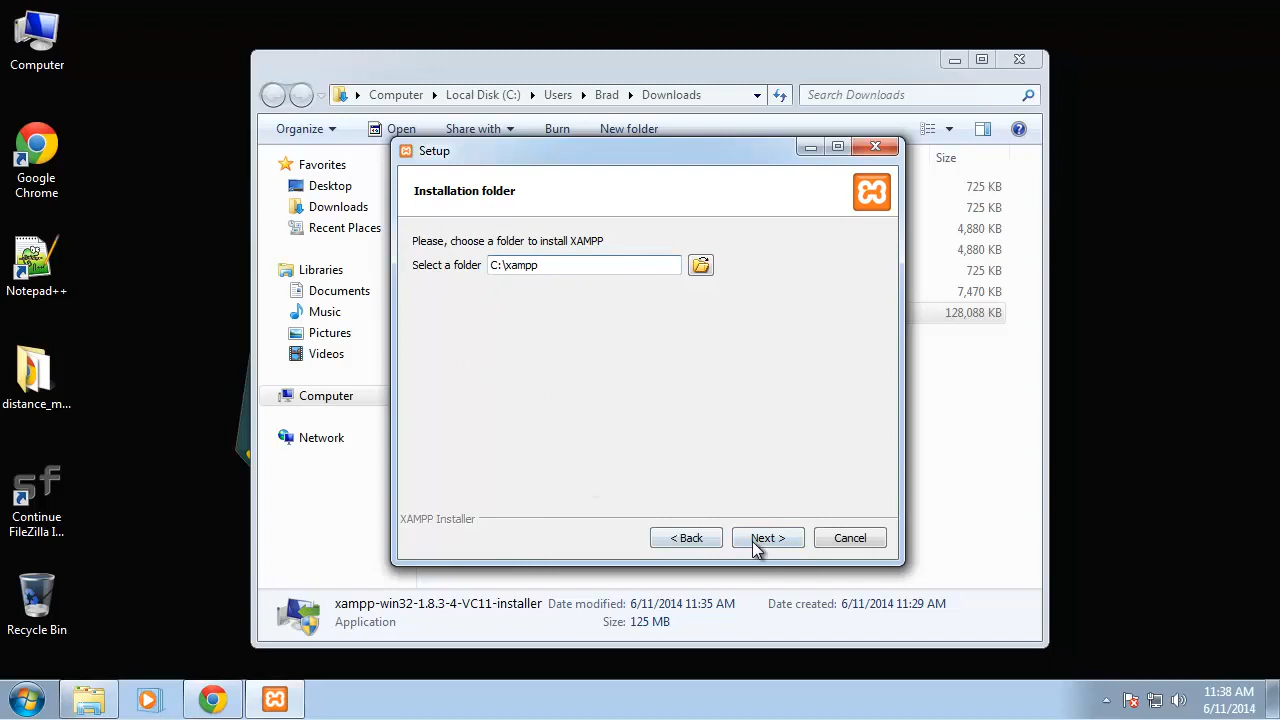 Computer
Google
Chrome
Notepad++
distance_m...
Continue
FileZilla I...
Recycle Bin
Computer Local Disk (C:) Users Brad Downloads
Search Downloads
Organize Open Share with Burn New folder
Favorites
Desktop
Downloads
Recent Places
Libraries
Documents
Music
Pictures
Videos
Computer
Network
Size
725 KB
725 KB
4,880 KB
4,880 KB
725 KB
7,470 KB
128,088 KB
Setup
Installation folder
Please, choose a folder to install XAMPP
Select a folder C:\xampp
XAMPP Installer
< Back Next > Cancel
xampp-win32-1.8.3-4-VC11-installer Date modified: 6/11/2014 11:35 AM Date created: 6/11/2014 11:29 AM
Application Size: 125 MB
11:38 AM
6/11/2014